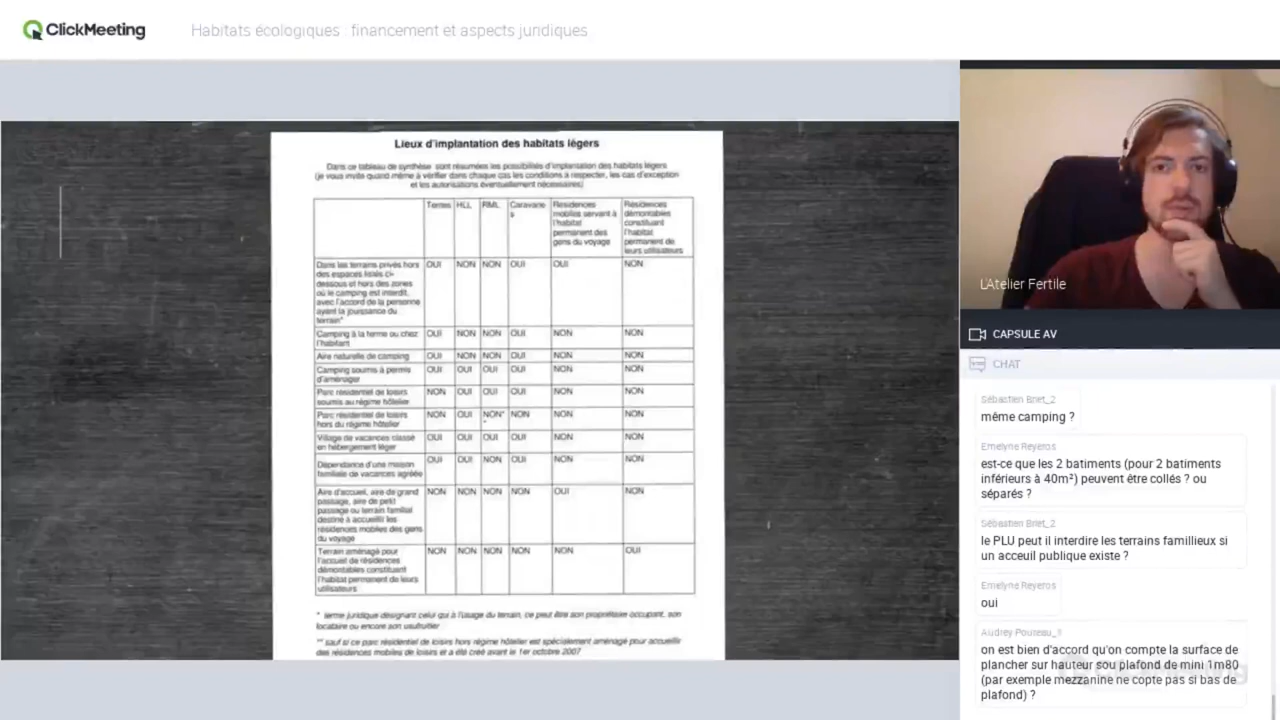 ClickMeeting
Habitats écologiques : financement et aspects juridiques
Lieux d'implantation des habitats légers
Dans ce tableau de synthèse sont résumées les possibilités d'implantation des habitats légers
(je vous invite quand même à vérifier dans chaque cas les conditions à respecter, les cas d'exception
et les autorisations éventuellement nécessaires)
Tentes HLL RML Caravane
s
Résidences
mobiles servant à
l'habitat
permanent des
gens du voyage
Résidences
démontables
constituant
l'habitat
permanent de
leurs utilisateurs
Dans les terrains privés hors
des espaces listés ci-
dessous et hors des zones
où le camping est interdit,
avec l'accord de la personne
ayant la jouissance du
terrain*
OUI NON NON OUI OUI NON
Camping à la ferme ou chez
l'habitant
OUI NON NON OUI NON NON
Aire naturelle de camping
OUI NON NON OUI NON NON
Camping soumis à permis
d'aménager
OUI OUI OUI OUI NON NON
Parc résidentiel de loisirs
soumis au régime hôtelier
NON OUI OUI OUI NON NON
Parc résidentiel de loisirs
hors du régime hôtelier
NON OUI NON*
*
NON NON NON
Village de vacances classé
en hébergement léger
OUI OUI OUI OUI NON NON
Dépendance d'une maison
familiale de vacances agréée
OUI OUI NON OUI NON NON
Aire d'accueil, aire de grand
passage, aire de petit
passage ou terrain familial
destiné à accueillir les
résidences mobiles des gens
du voyage
NON NON NON NON OUI NON
Terrain aménagé pour
l'accueil de résidences
démontables constituant
l'habitat permanent de leurs
utilisateurs
NON NON NON NON NON OUI
* terme juridique désignant celui qui à l'usage du terrain, ce peut être son propriétaire occupant, son
locataire ou encore son usufruitier
** sauf si ce parc résidentiel de loisirs hors régime hôtelier est spécialement aménagé pour accueillir
des résidences mobiles de loisirs et a été créé avant le 1er octobre 2007
L'Atelier Fertile
CAPSULE AV
CHAT
Sébastien Briet_2
même camping ?
Emelyne Reyeros
est-ce que les 2 batiments (pour 2 batiments
inférieurs à 40m²) peuvent être collés ? ou
séparés ?
Sébastien Briet_2
le PLU peut il interdire les terrains famillieux si
un acceuil publique existe ?
Emelyne Reyeros
oui
Audrey Poureau_3
on est bien d'accord qu'on compte la surface de
plancher sur hauteur sou plafond de mini 1m80
(par exemple mezzanine ne copte pas si bas de
plafond) ?